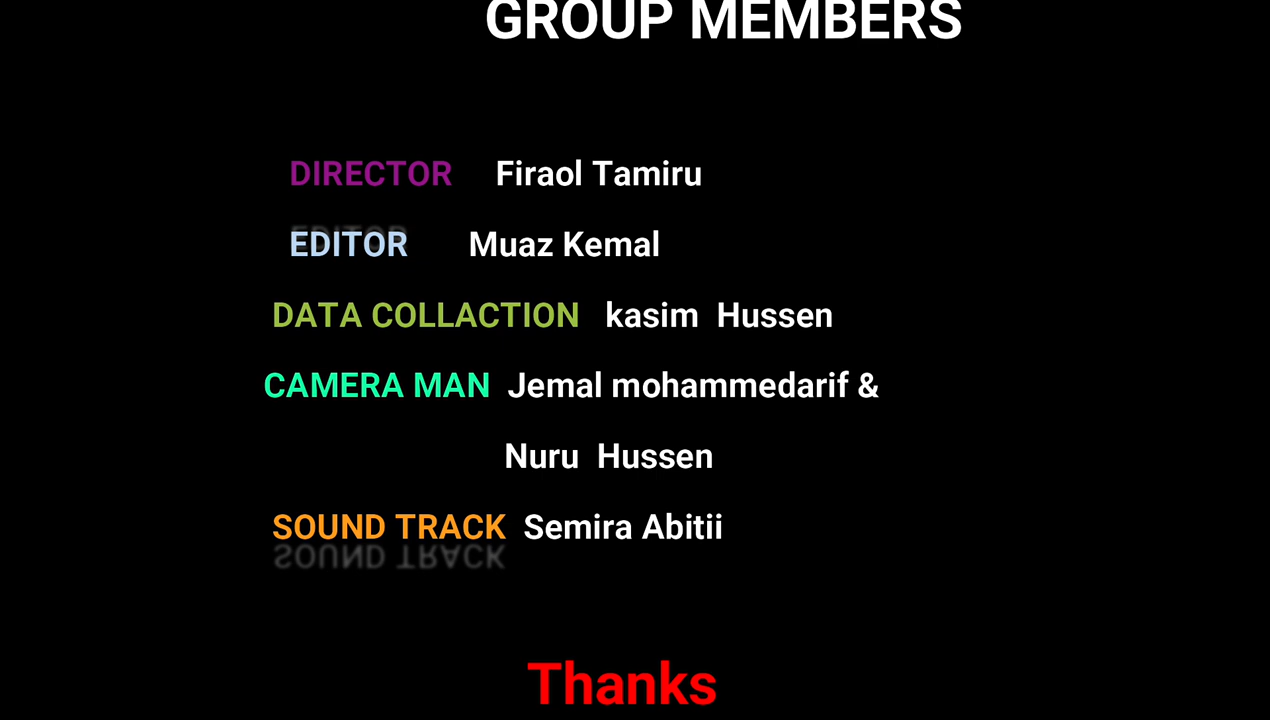 GROUP MEMBERS
DIRECTOR Firaol Tamiru
EDITOR Muaz Kemal
DATA COLLACTION kasim Hussen
CAMERA MAN Jemal mohammedarif &
Nuru Hussen
SOUND TRACK Semira Abitii
Thanks